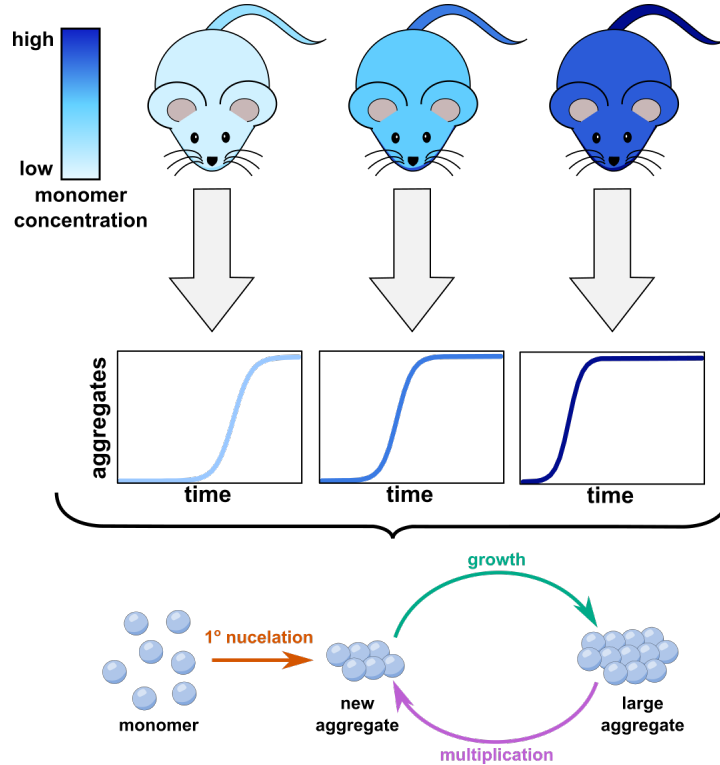 high
low
monomer
concentration
aggregates
time
time
time
growth
1° nucelation
monomer
new
aggregate
large
aggregate
multiplication